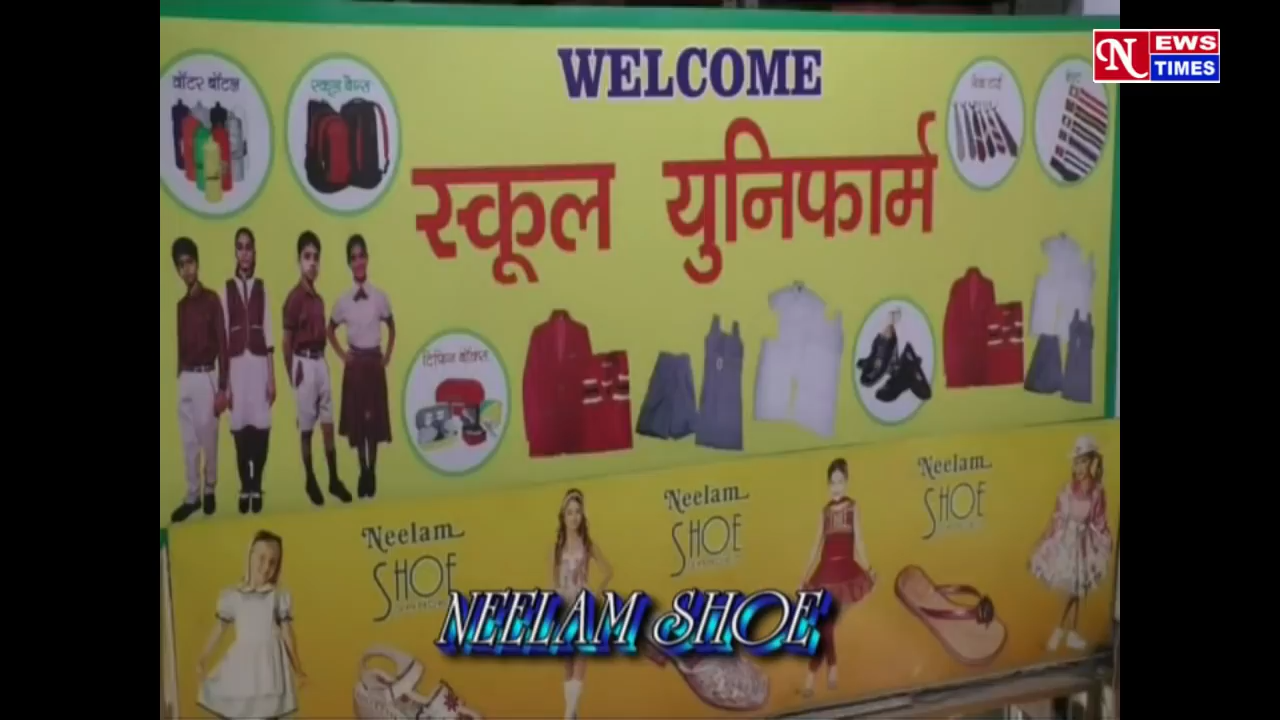 NEWS
TIMES
WELCOME
वॉटर बॉटल
स्कूल बैग्स
स्कूल युनिफार्म
टिफिन बॉक्स
Neelam
SHOE
Neelam
SHOE
Neelam
SHOE
NEELAM SHOE